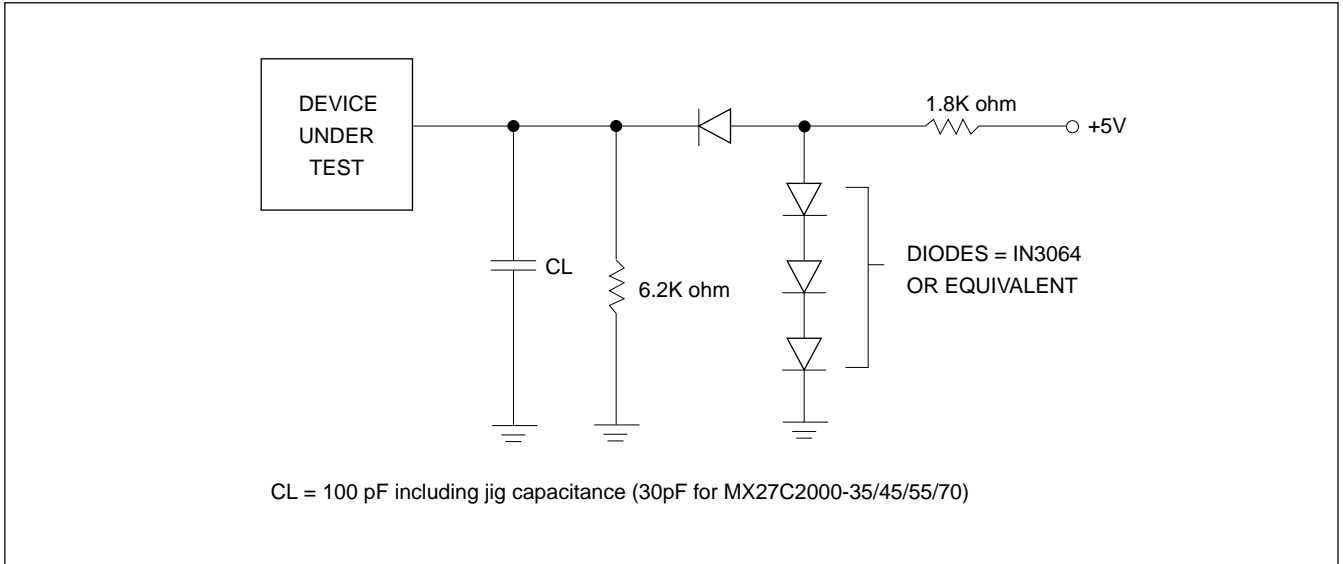 DEVICE
UNDER
TEST
1.8K ohm
+5V
CL
6.2K ohm
DIODES = IN3064
OR EQUIVALENT
CL = 100 pF including jig capacitance (30pF for MX27C2000-35/45/55/70)